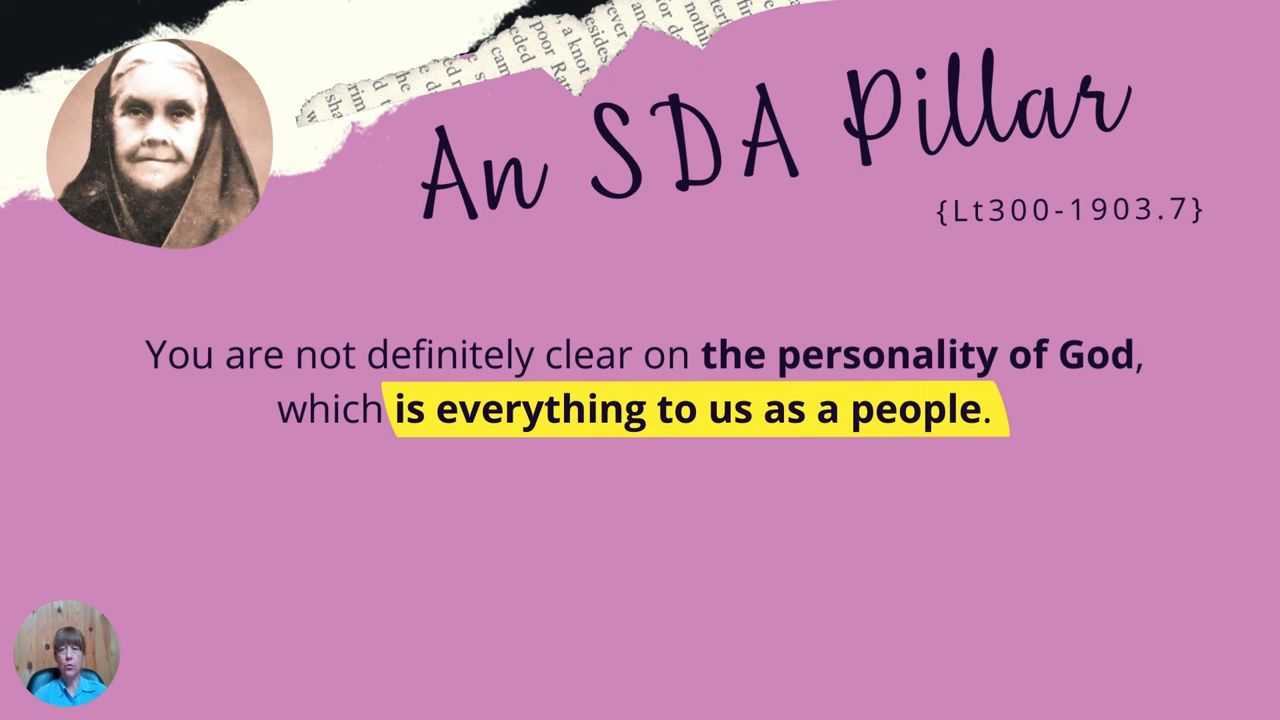 An SDA Pillar
{Lt300-1903.7}
You are not definitely clear on the personality of God,
which is everything to us as a people.